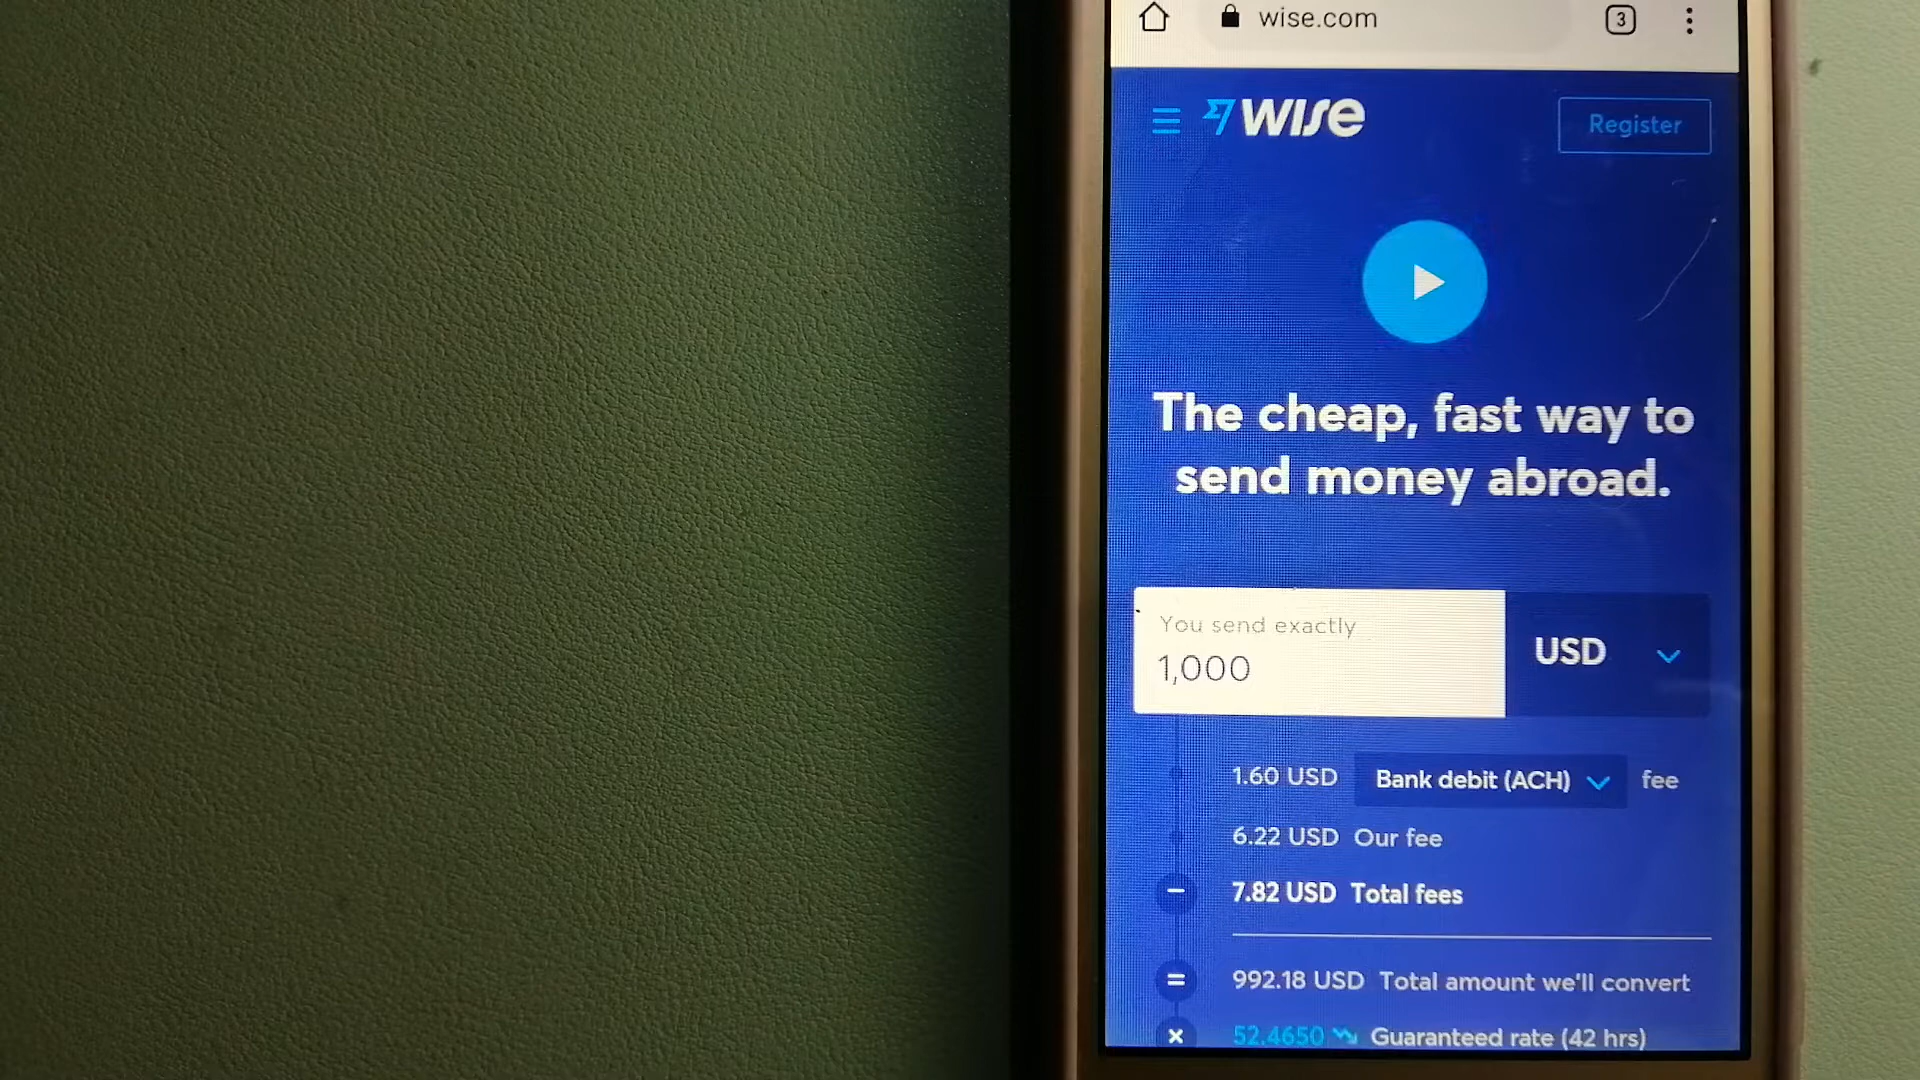 wise.com
3
wise
Register
The cheap, fast way to
send money abroad.
You send exactly
1,000
USD
1.60 USD Bank debit (ACH) fee
6.22 USD Our fee
7.82 USD Total fees
992.18 USD Total amount we'll convert
52.4650 Guaranteed rate (42 hrs)